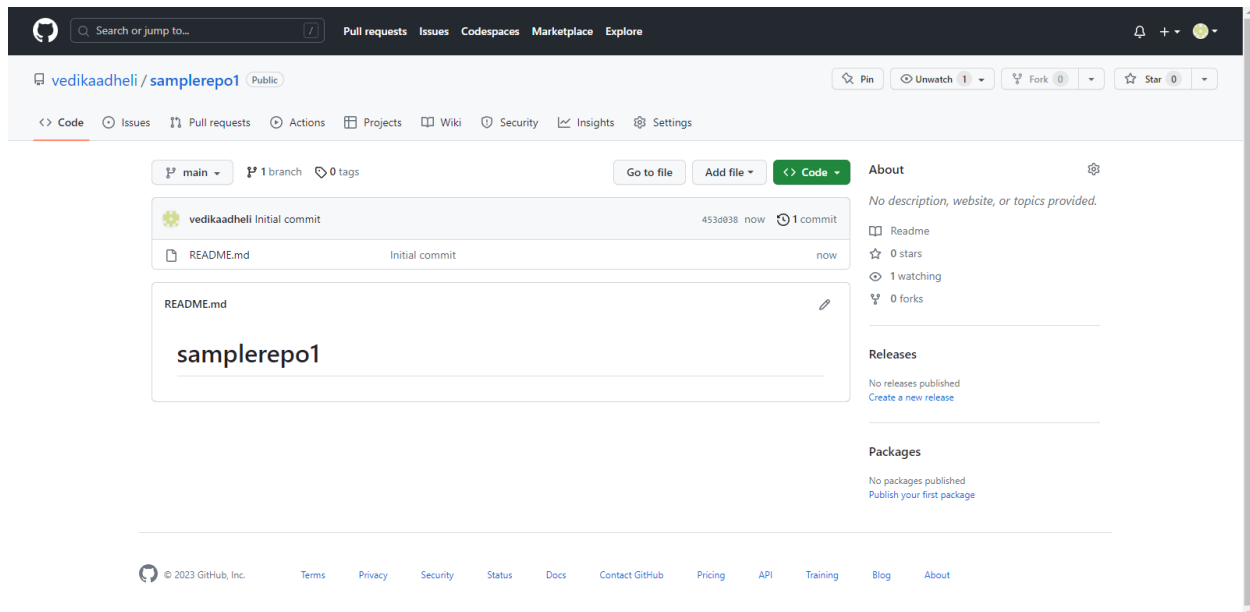 Search or jump to... / Pull requests Issues Codespaces Marketplace Explore
vedikaadheli / samplerepo1 Public Pin Unwatch 1 Fork 0 Star 0
<> Code Issues Pull requests Actions Projects Wiki Security Insights Settings
main 1 branch 0 tags Go to file Add file <> Code
vedikaadheli Initial commit 453d038 now 1 commit
README.md Initial commit now
README.md
samplerepo1
About
No description, website, or topics provided.
Readme
0 stars
1 watching
0 forks
Releases
No releases published
Create a new release
Packages
No packages published
Publish your first package
© 2023 GitHub, Inc. Terms Privacy Security Status Docs Contact GitHub Pricing API Training Blog About